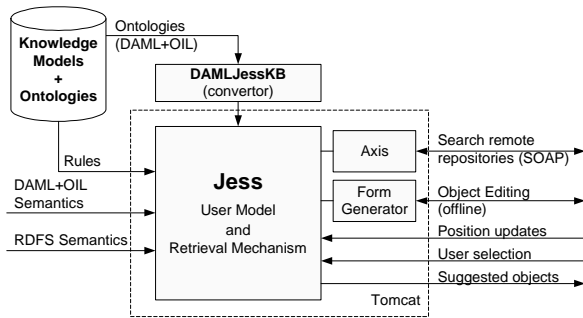 Knowledge
Models
+
Ontologies
Ontologies
(DAML+OIL)
DAMLJessKB
(convertor)
Rules
DAML+OIL
Semantics
RDFS Semantics
Jess
User Model
and
Retrieval Mechanism
Axis
Form
Generator
Search remote
repositories (SOAP)
Object Editing
(offline)
Position updates
User selection
Suggested objects
Tomcat